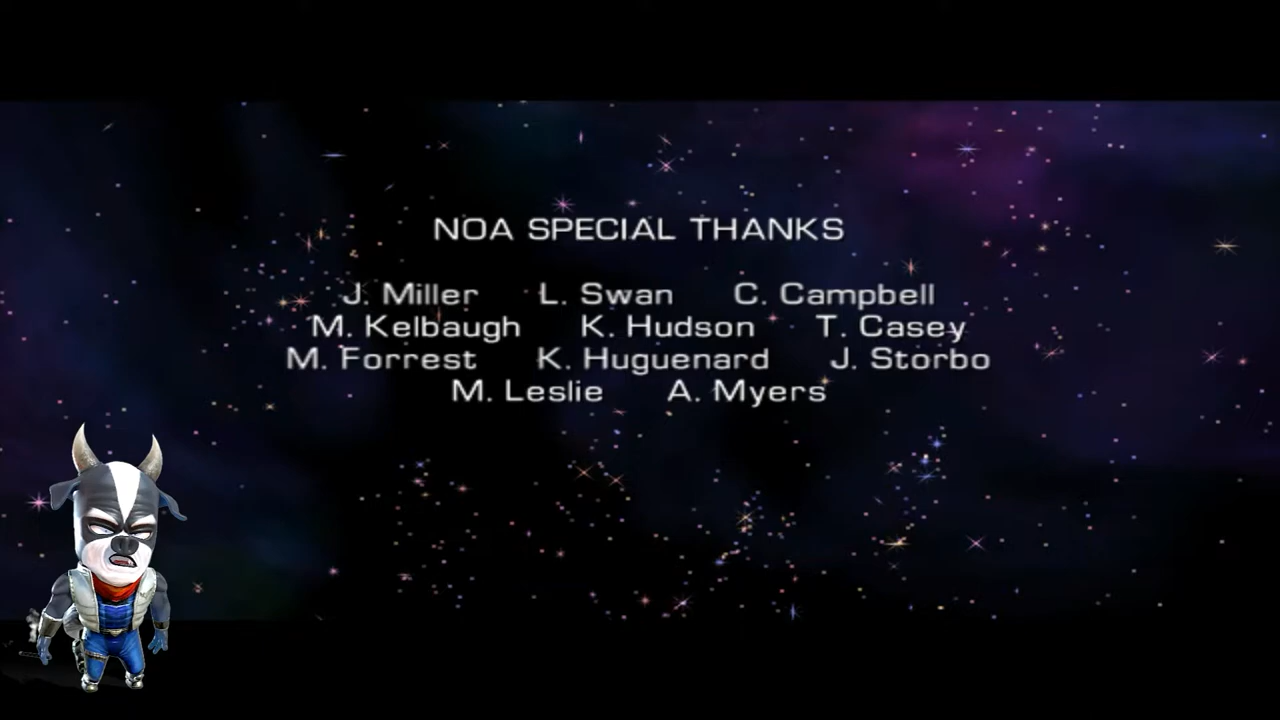 NOA SPECIAL THANKS
J. Miller L. Swan C. Campbell
M. Kelbaugh K. Hudson T. Casey
M. Forrest K. Huguenard J. Storbo
M. Leslie A. Myers